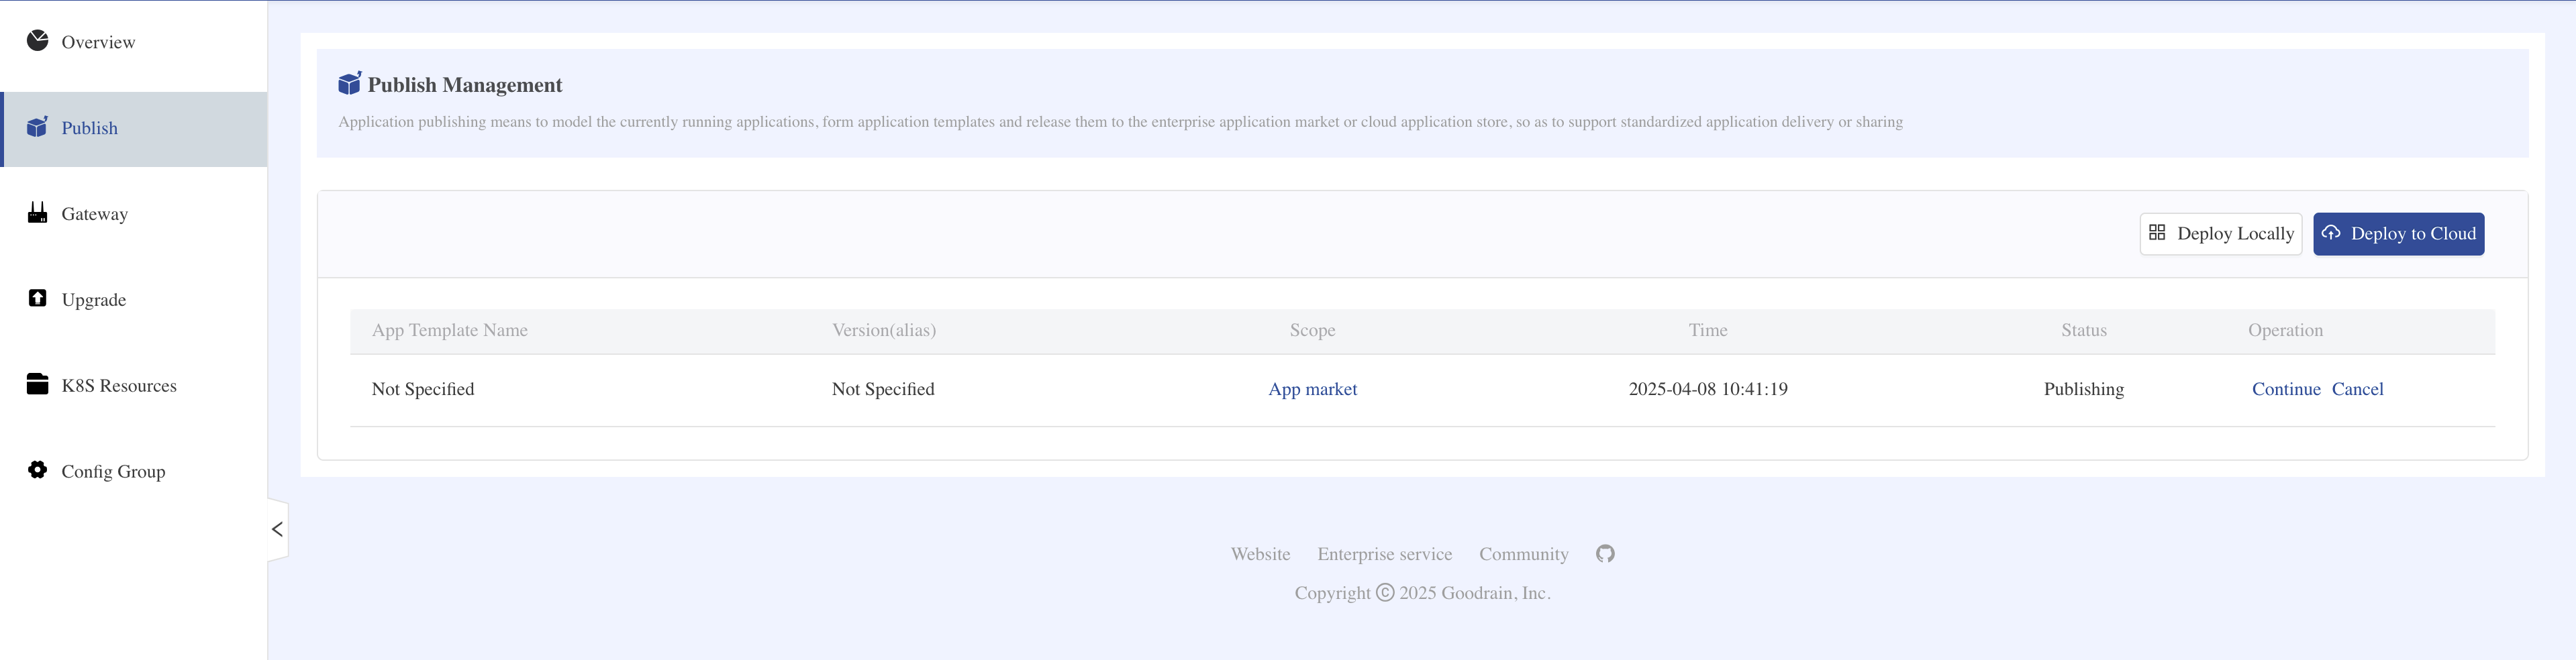 Overview
Publish
Gateway
Upgrade
K8S Resources
Config Group
Publish Management
Application publishing means to model the currently running applications, form application templates and release them to the enterprise application market or cloud application store, so as to support standardized application delivery or sharing
Deploy Locally Deploy to Cloud
App Template Name Version(alias) Scope Time Status Operation
Not Specified Not Specified App market 2025-04-08 10:41:19 Publishing Continue Cancel
Website Enterprise service Community
Copyright © 2025 Goodrain, Inc.